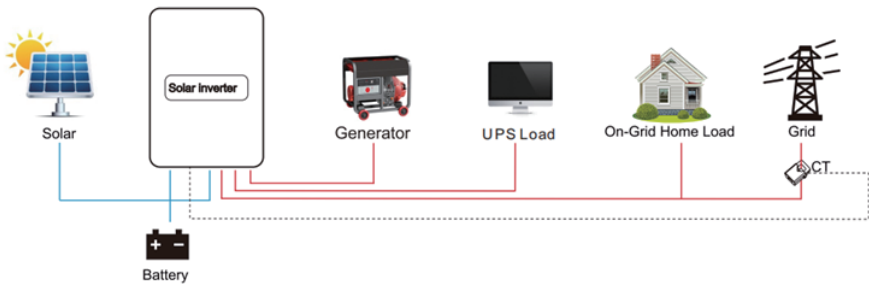 Solar inverter
Solar
Generator
UPS Load
On-Grid Home Load
Grid
CT
Battery